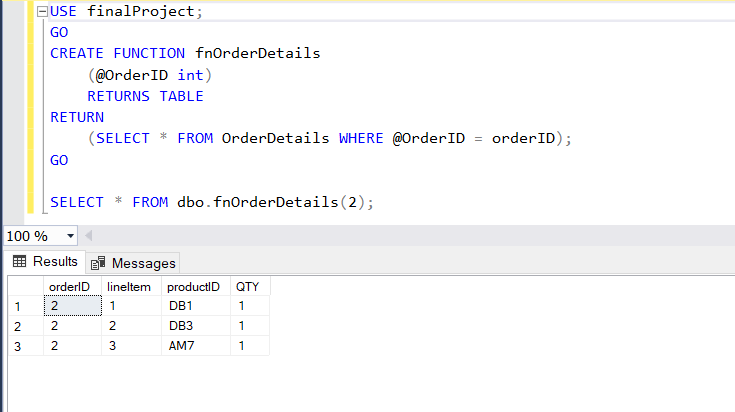 USE finalProject;
GO
CREATE FUNCTION fnOrderDetails
(@OrderID int)
RETURNS TABLE
RETURN
(SELECT * FROM OrderDetails WHERE @OrderID = orderID);
GO
SELECT * FROM dbo.fnOrderDetails(2);
100 %
Results Messages
orderID lineItem productID QTY
1 2 1 DB1 1
2 2 2 DB3 1
3 2 3 AM7 1